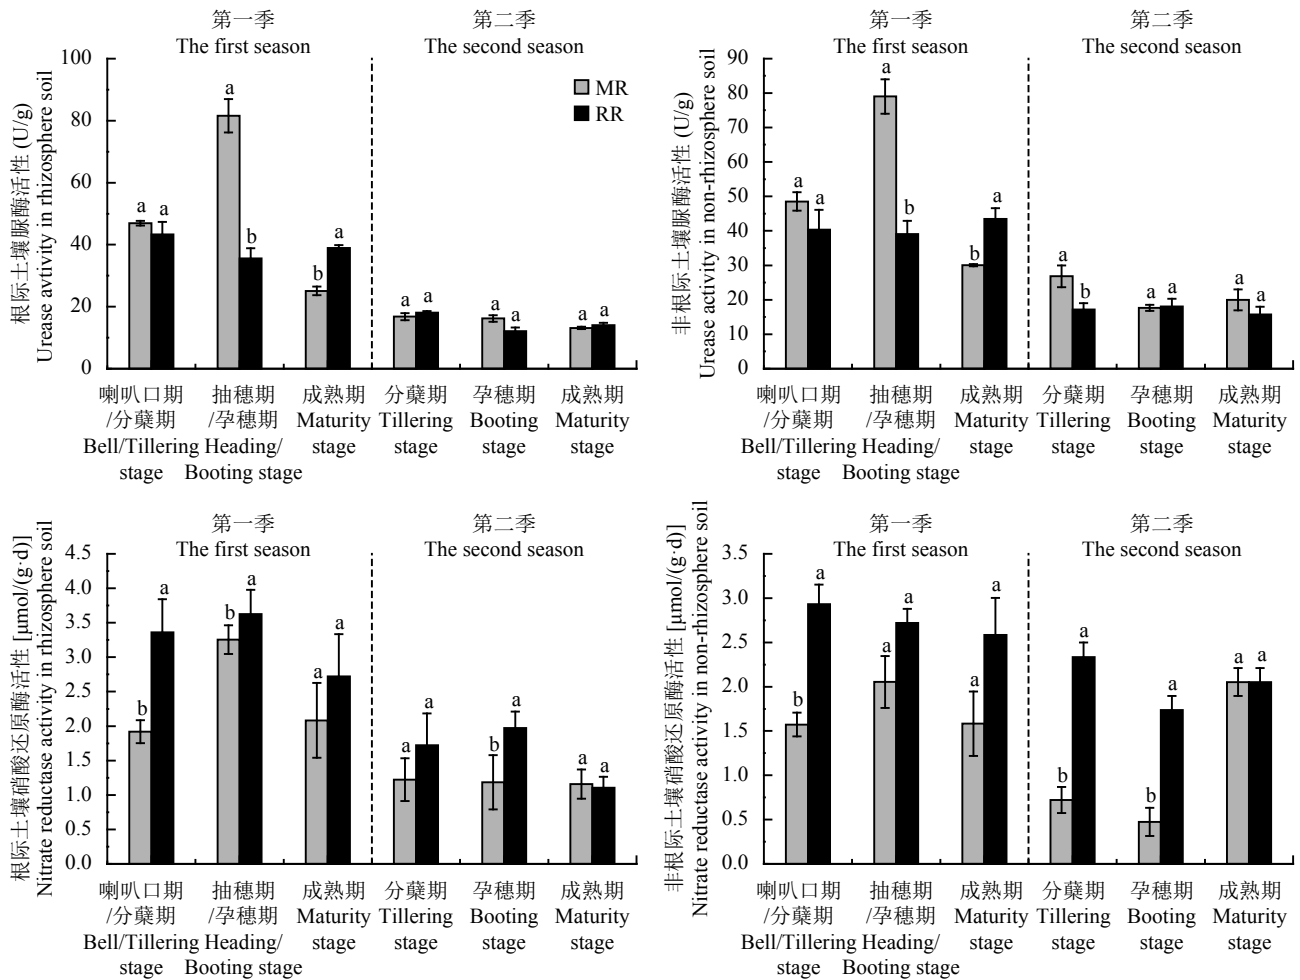 第一季
The first season
第二季
The second season
根际土壤脲酶活性 (U/g)
Urease avtivity in rhizosphere soil
100
80
60
40
20
0
MR
RR
a
a
a
b
b
a
a
a
a
a
a
a
喇叭口期
/分蘖期
Bell/Tillering
stage
抽穗期
/孕穗期
Heading/
Booting stage
成熟期
Maturity
stage
分蘖期
Tillering
stage
孕穗期
Booting
stage
成熟期
Maturity
stage
第一季
The first season
第二季
The second season
非根际土壤脲酶活性 (U/g)
Urease activity in non-rhizosphere soil
90
80
70
60
50
40
30
20
10
0
a
a
a
b
b
a
a
b
a
a
a
a
喇叭口期
/分蘖期
Bell/Tillering
stage
抽穗期
/孕穗期
Heading/
Booting stage
成熟期
Maturity
stage
分蘖期
Tillering
stage
孕穗期
Booting
stage
成熟期
Maturity
stage
第一季
The first season
第二季
The second season
根际土壤硝酸还原酶活性 [μmol/(g·d)]
Nitrate reductase activity in rhizosphere soil
4.5
4.0
3.5
3.0
2.5
2.0
1.5
1.0
0.5
0.0
b
a
b
a
a
a
a
a
b
a
a
a
喇叭口期
/分蘖期
Bell/Tillering
stage
抽穗期
/孕穗期
Heading/
Booting stage
成熟期
Maturity
stage
分蘖期
Tillering
stage
孕穗期
Booting
stage
成熟期
Maturity
stage
第一季
The first season
第二季
The second season
非根际土壤硝酸还原酶活性 [μmol/(g·d)]
Nitrate reductase activity in non-rhizosphere soil
3.5
3.0
2.5
2.0
1.5
1.0
0.5
0.0
b
a
a
a
a
a
b
a
b
a
a
a
喇叭口期
/分蘖期
Bell/Tillering
stage
抽穗期
/孕穗期
Heading/
Booting stage
成熟期
Maturity
stage
分蘖期
Tillering
stage
孕穗期
Booting
stage
成熟期
Maturity
stage